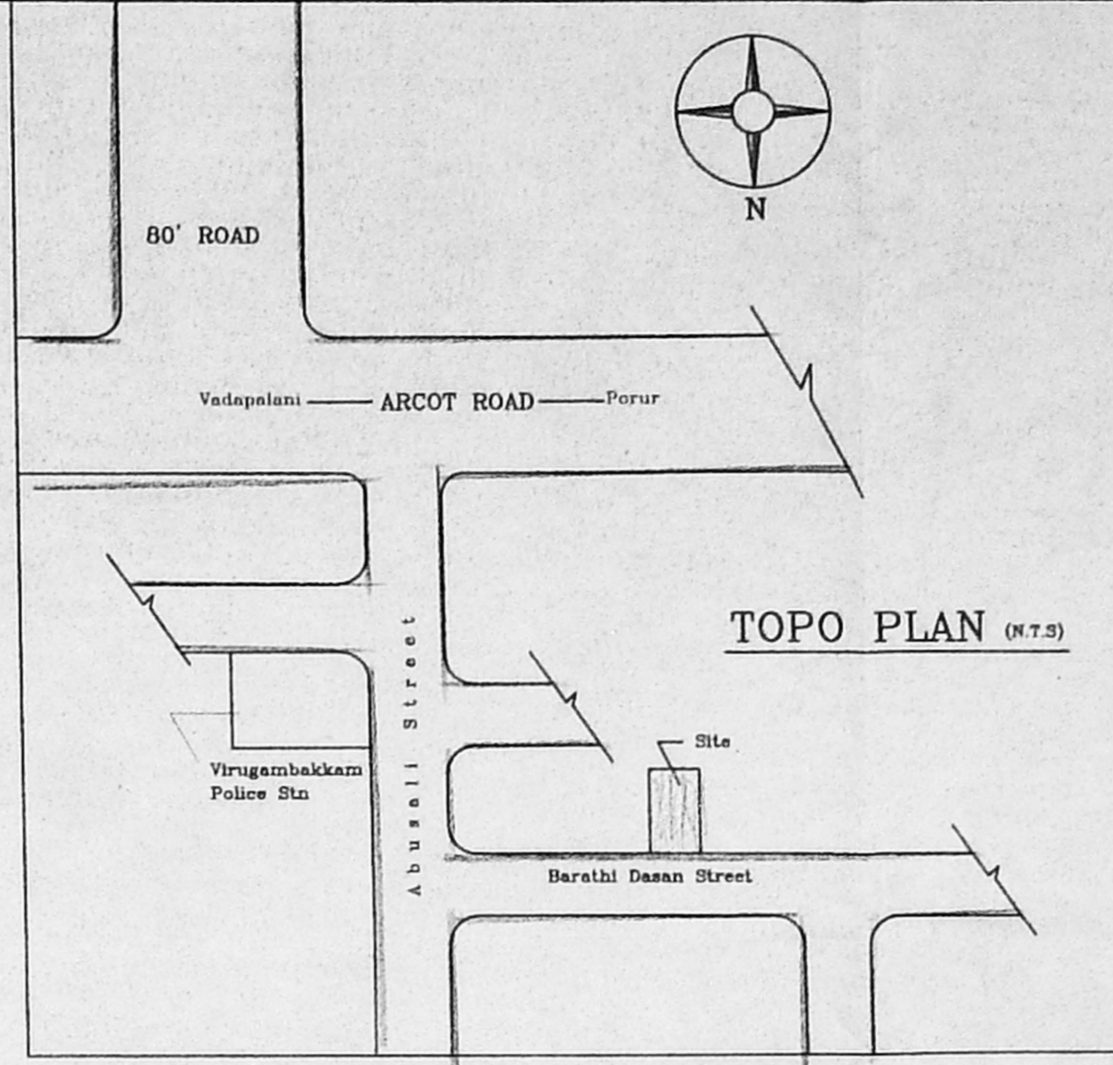 N
80' ROAD
Vadapalani ARCOT ROAD Porur
TOPO PLAN (N.T.S)
Abusali Street
Site
Virugambakkam
Police Stn
Barathi Dasan Street